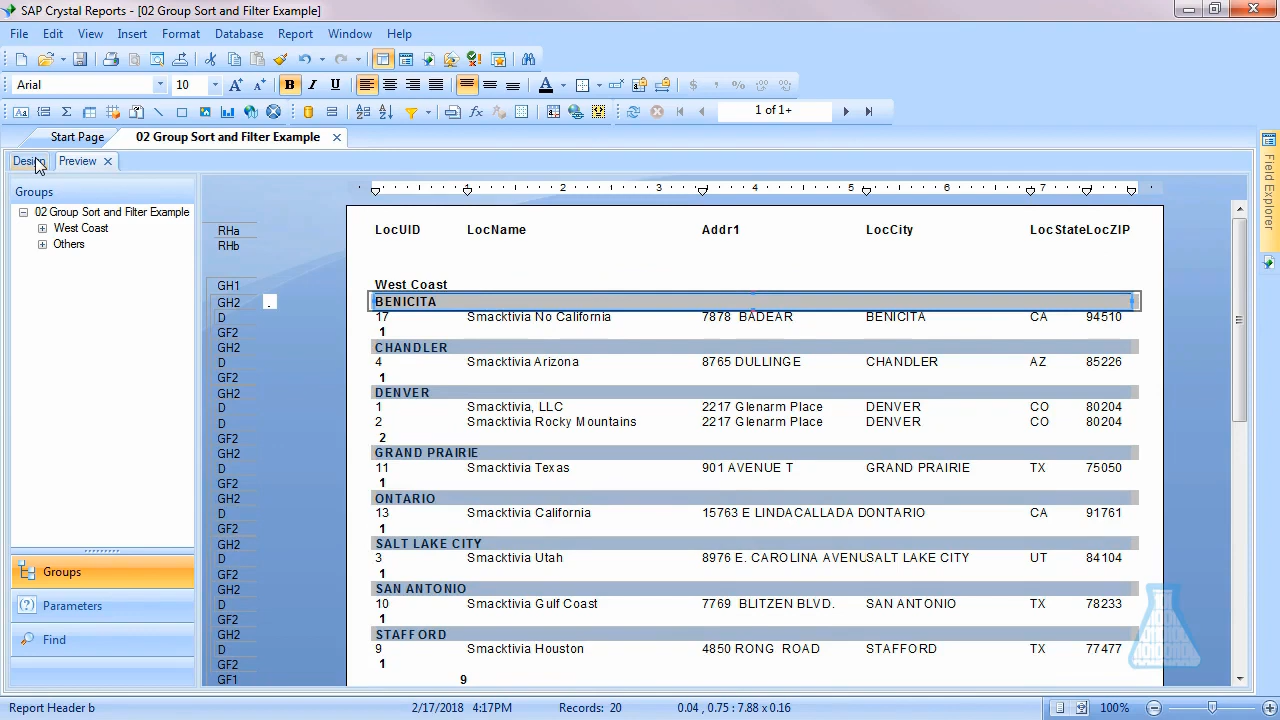 SAP Crystal Reports - [02 Group Sort and Filter Example]
File Edit View Insert Format Database Report Window Help
Arial 10 B I U A $ %
1 of 1+
Start Page 02 Group Sort and Filter Example
Design Preview
Groups
02 Group Sort and Filter Example
West Coast
Others
Groups
Parameters
Find
Field Explorer
RHa LocUID LocName Addr1 LocCity LocStateLocZIP
RHb
GH1 West Coast
GH2 BENICITA
D 17 Smacktivia No California 7878 BADEAR BENICITA CA 94510
GF2 1
GH2 CHANDLER
D 4 Smacktivia Arizona 8765 DULLINGE CHANDLER AZ 85226
GF2 1
GH2 DENVER
D 1 Smacktivia, LLC 2217 Glenarm Place DENVER CO 80204
D 2 Smacktivia Rocky Mountains 2217 Glenarm Place DENVER CO 80204
GF2 2
GH2 GRAND PRAIRIE
D 11 Smacktivia Texas 901 AVENUE T GRAND PRAIRIE TX 75050
GF2 1
GH2 ONTARIO
D 13 Smacktivia California 15763 E LINDACALLADA DONTARIO CA 91761
GF2 1
GH2 SALT LAKE CITY
D 3 Smacktivia Utah 8976 E. CAROLINA AVENUSALT LAKE CITY UT 84104
GF2 1
GH2 SAN ANTONIO
D 10 Smacktivia Gulf Coast 7769 BLITZEN BLVD. SAN ANTONIO TX 78233
GF2 1
GH2 STAFFORD
D 9 Smacktivia Houston 4850 RONG ROAD STAFFORD TX 77477
GF2 1
GF1 9
Report Header b 2/17/2018 4:17PM Records: 20 0.04 , 0.75 : 7.88 x 0.16 100%